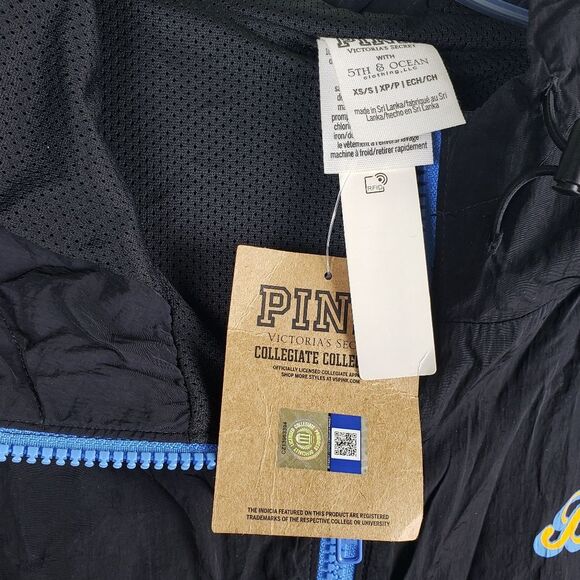 PINK
VICTORIA'S SECRET
WITH
5TH & OCEAN
clothing, LLC
XS/S | XP/P | ECH/CH
made in Sri Lanka/fabriqué au Sri
Lanka/hecho en Sri Lanka
le vêtement à l'envers/lavage
machine à froid/retirer rapidement
RFID
PIN
VICTORIA'S SEC
COLLEGIATE COLLE
OFFICIALLY LICENSED COLLEGIATE APP
SHOP MORE STYLES AT VSPINK.COM
THE INDICIA FEATURED ON THIS PRODUCT ARE REGISTERED
TRADEMARKS OF THE RESPECTIVE COLLEGE OR UNIVERSITY